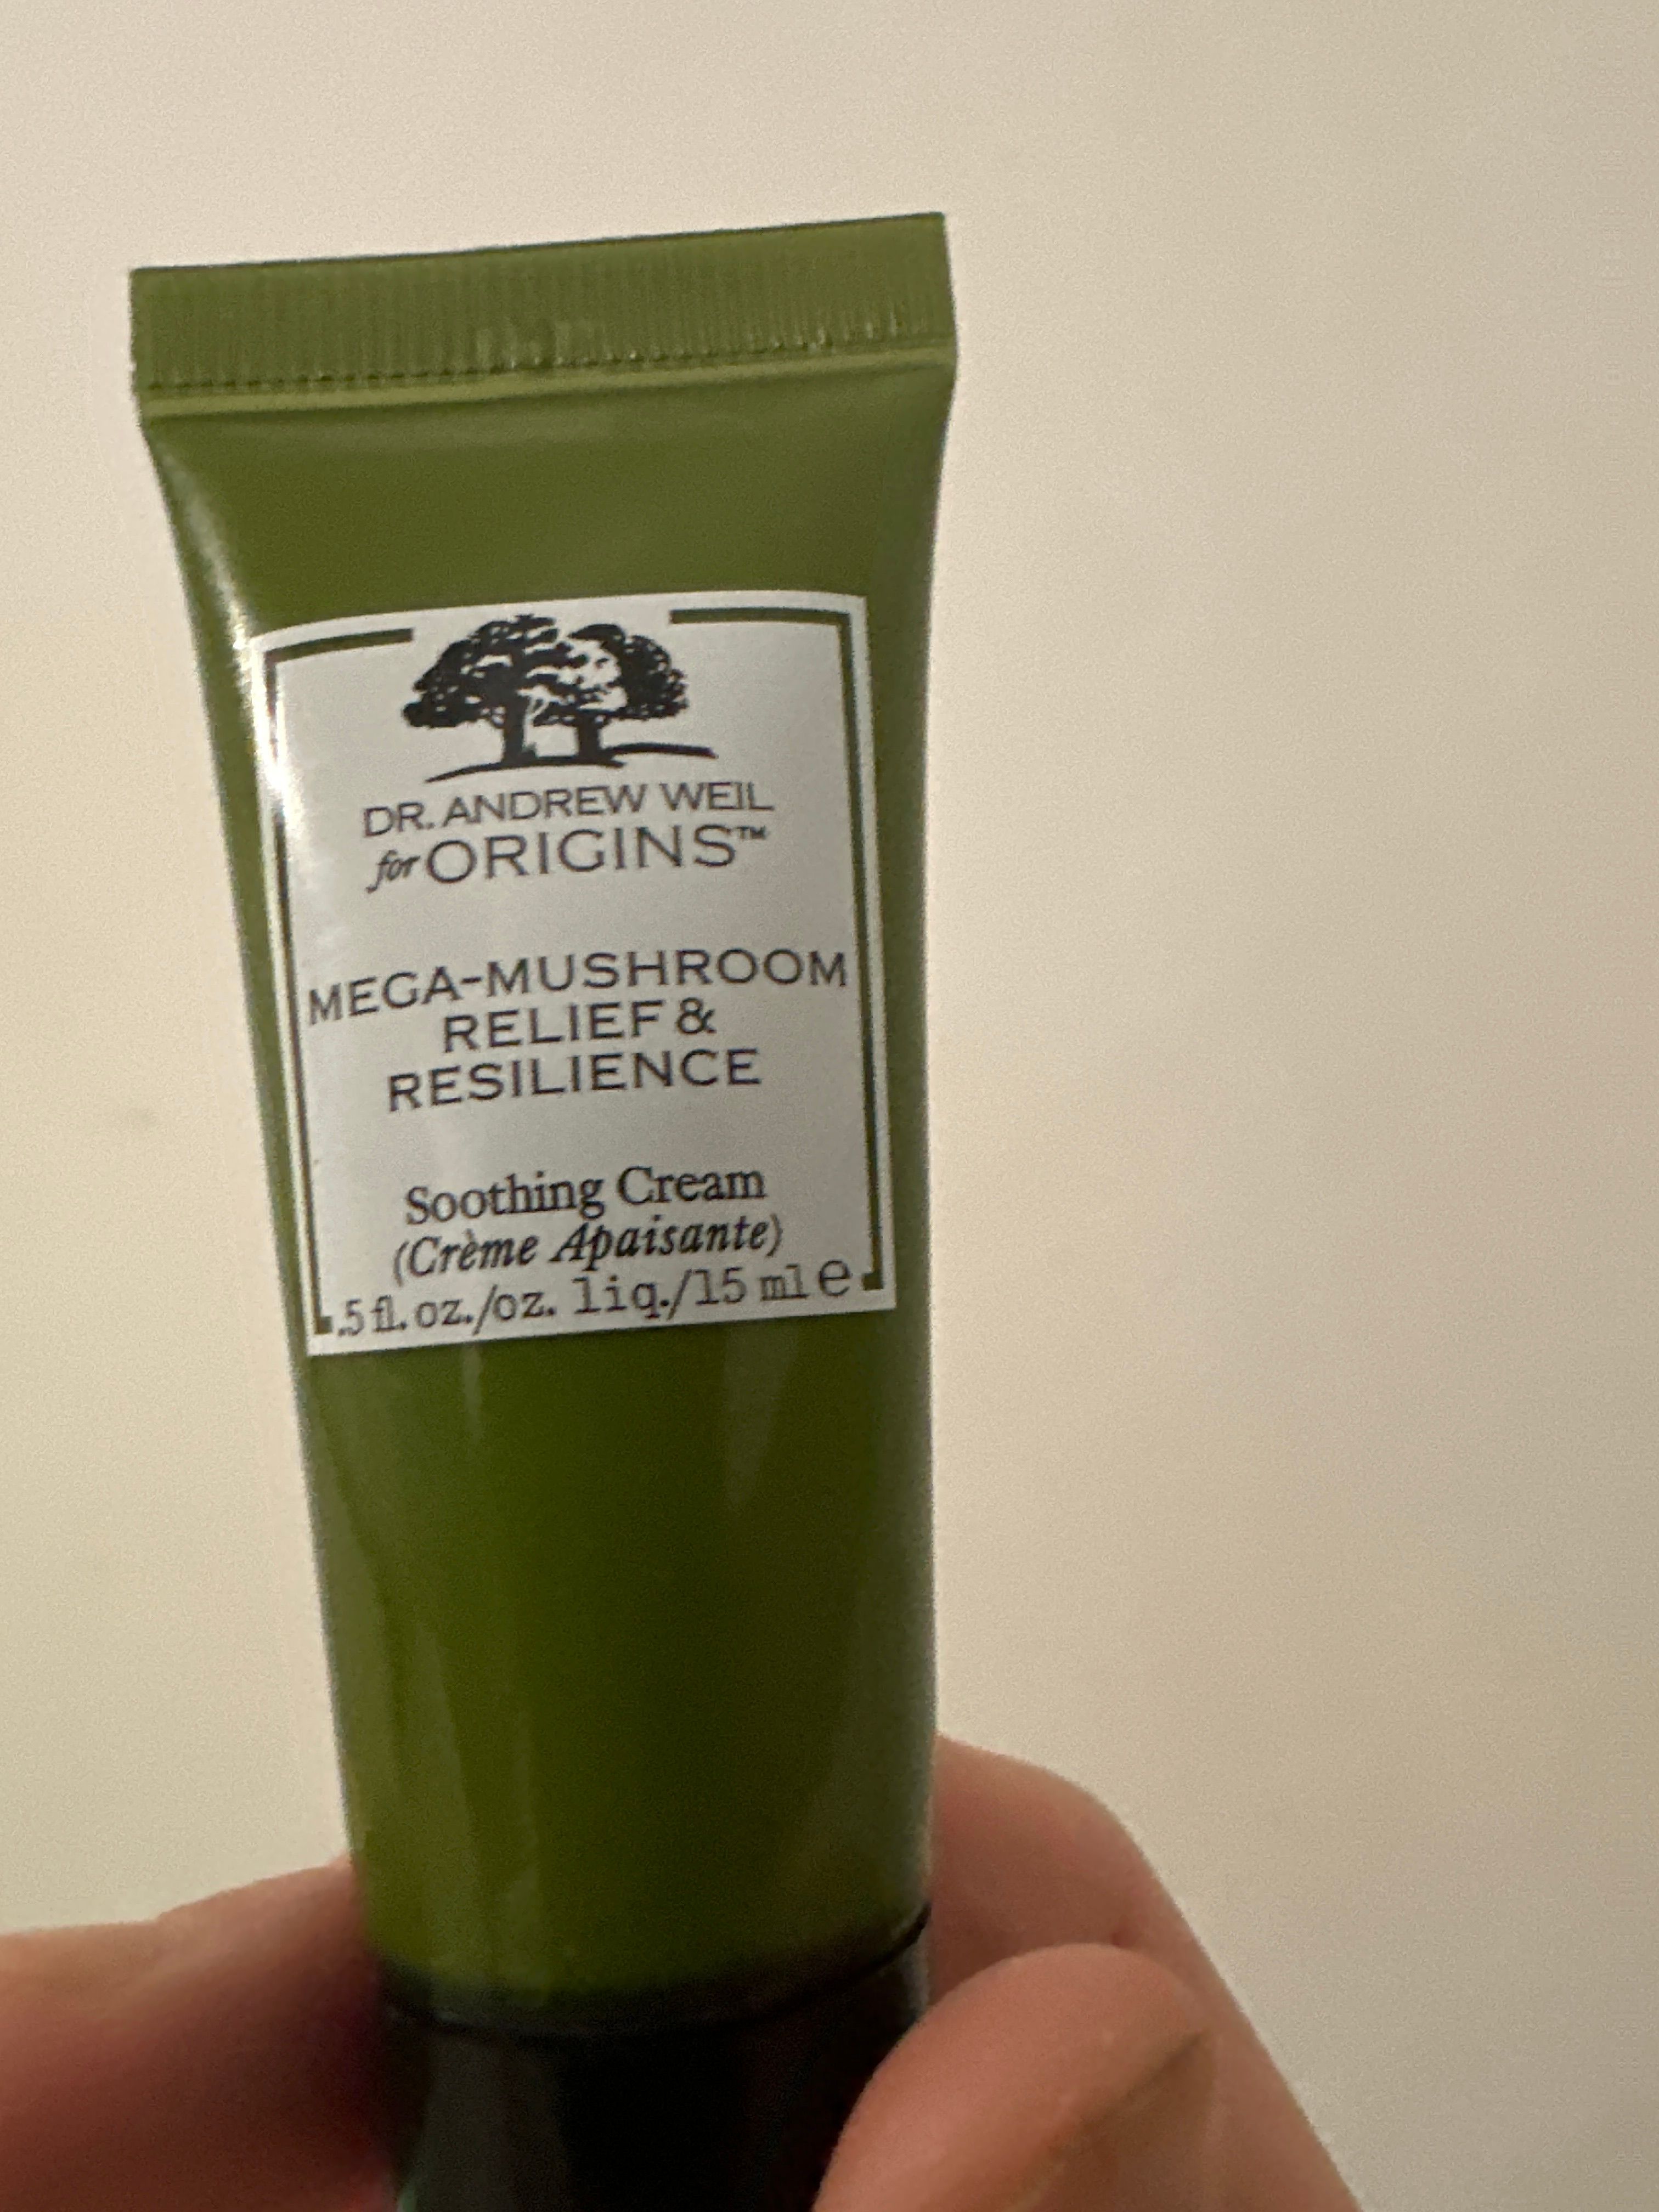 DR. ANDREW WEIL
for ORIGINS™
MEGA-MUSHROOM
RELIEF &
RESILIENCE
Soothing Cream
(Crème Apaisante)
.5 fl. oz./oz. liq./15 ml e